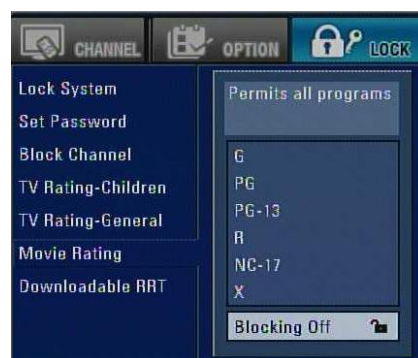 CHANNEL OPTION LOCK
Lock System
Set Password
Block Channel
TV Rating-Children
TV Rating-General
Movie Rating
Downloadable RRT
Permits all programs
G
PG
PG-13
R
NC-17
X
Blocking Off